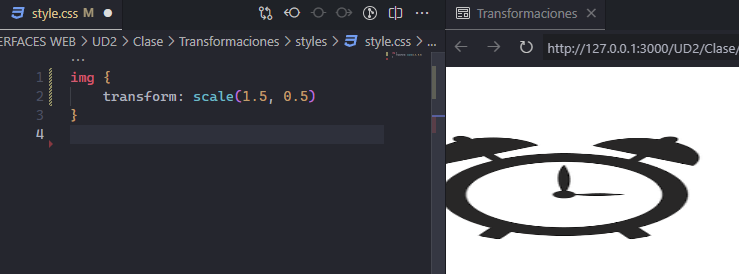 style.css M
Transformaciones
ERFACES WEB > UD2 > Clase > Transformaciones > styles > style.css > ...
http://127.0.0.1:3000/UD2/Clase/
...
1 img {
2 transform: scale(1.5, 0.5)
3 }
4